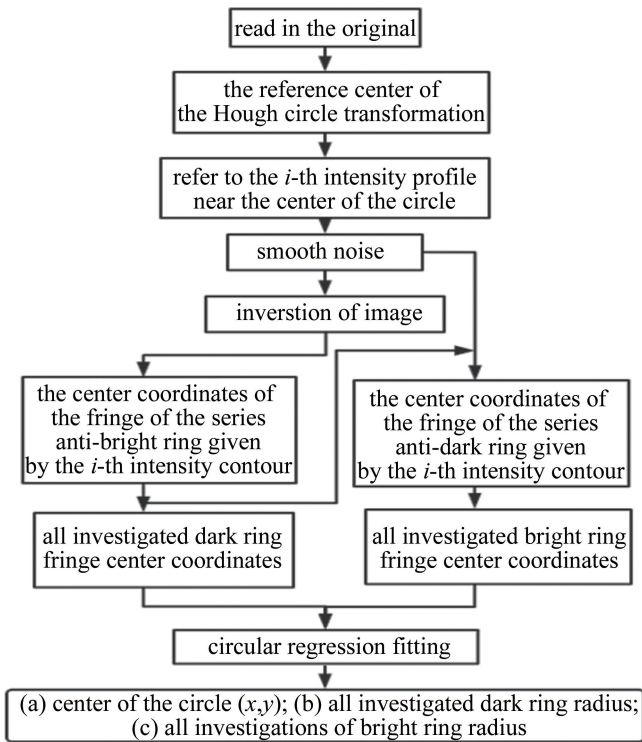 read in the original
the reference center of
the Hough circle transformation
refer to the i-th intensity profile
near the center of the circle
smooth noise
inverstion of image
the center coordinates of
the fringe of the series
anti-bright ring given
by the i-th intensity contour
the center coordinates of
the fringe of the series
anti-dark ring given
by the i-th intensity contour
all investigated dark ring
fringe center coordinates
all investigated bright ring
fringe center coordinates
circular regression fitting
(a) center of the circle (x,y); (b) all investigated dark ring radius;
(c) all investigations of bright ring radius